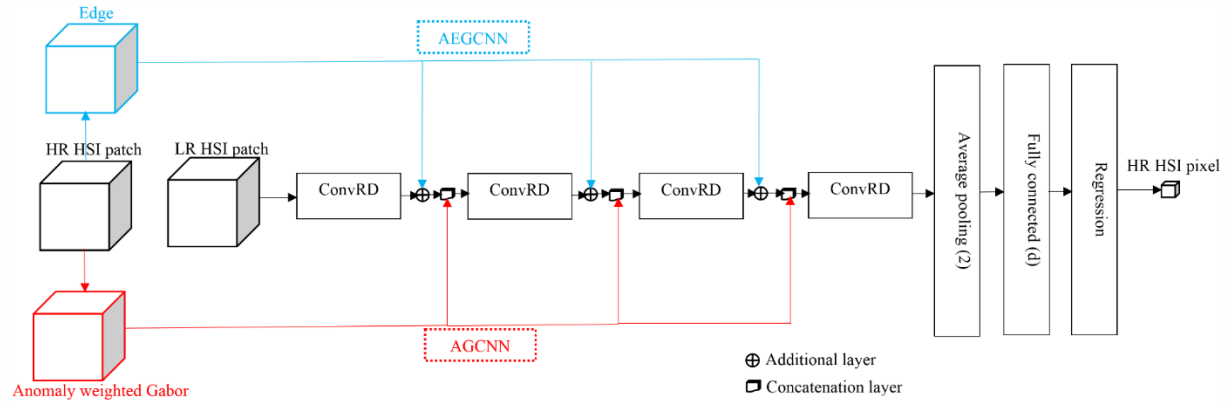 Edge
AEGCNN
HR HSI patch
LR HSI patch
ConvRD
ConvRD
ConvRD
ConvRD
Average pooling (2)
Fully connected (d)
Regression
HR HSI pixel
AGCNN
Anomaly weighted Gabor
Additional layer
Concatenation layer